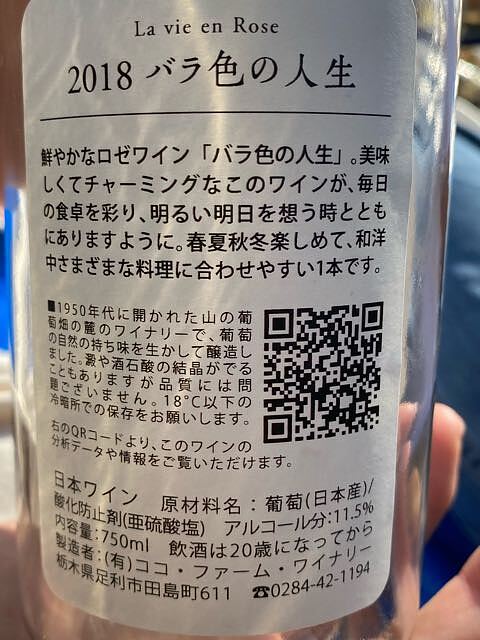 La vie en Rose
2018 バラ色の人生
鮮やかなロゼワイン「バラ色の人生」。美味
しくてチャーミングなこのワインが、毎日
の食卓を彩り、明るい明日を想う時ととも
にありますように。春夏秋冬楽しめて、和洋
中さまざまな料理に合わせやすい1本です。
■1950年代に開かれた山の葡
萄畑の麓のワイナリーで、葡萄
の自然の持ち味を生かして醸造し
ました。澱や酒石酸の結晶がでる
こともありますが品質には問
題ございません。18°C以下の
冷暗所での保存をお願いします。
右のQRコードより、このワインの
分析データや情報をご覧いただけます。
日本ワイン 原材料名：葡萄(日本産)/
酸化防止剤(亜硫酸塩) アルコール分:11.5%
内容量:750ml 飲酒は20歳になってから
製造者:(有)ココ・ファーム・ワイナリー
栃木県足利市田島町611 ☎0284-42-1194